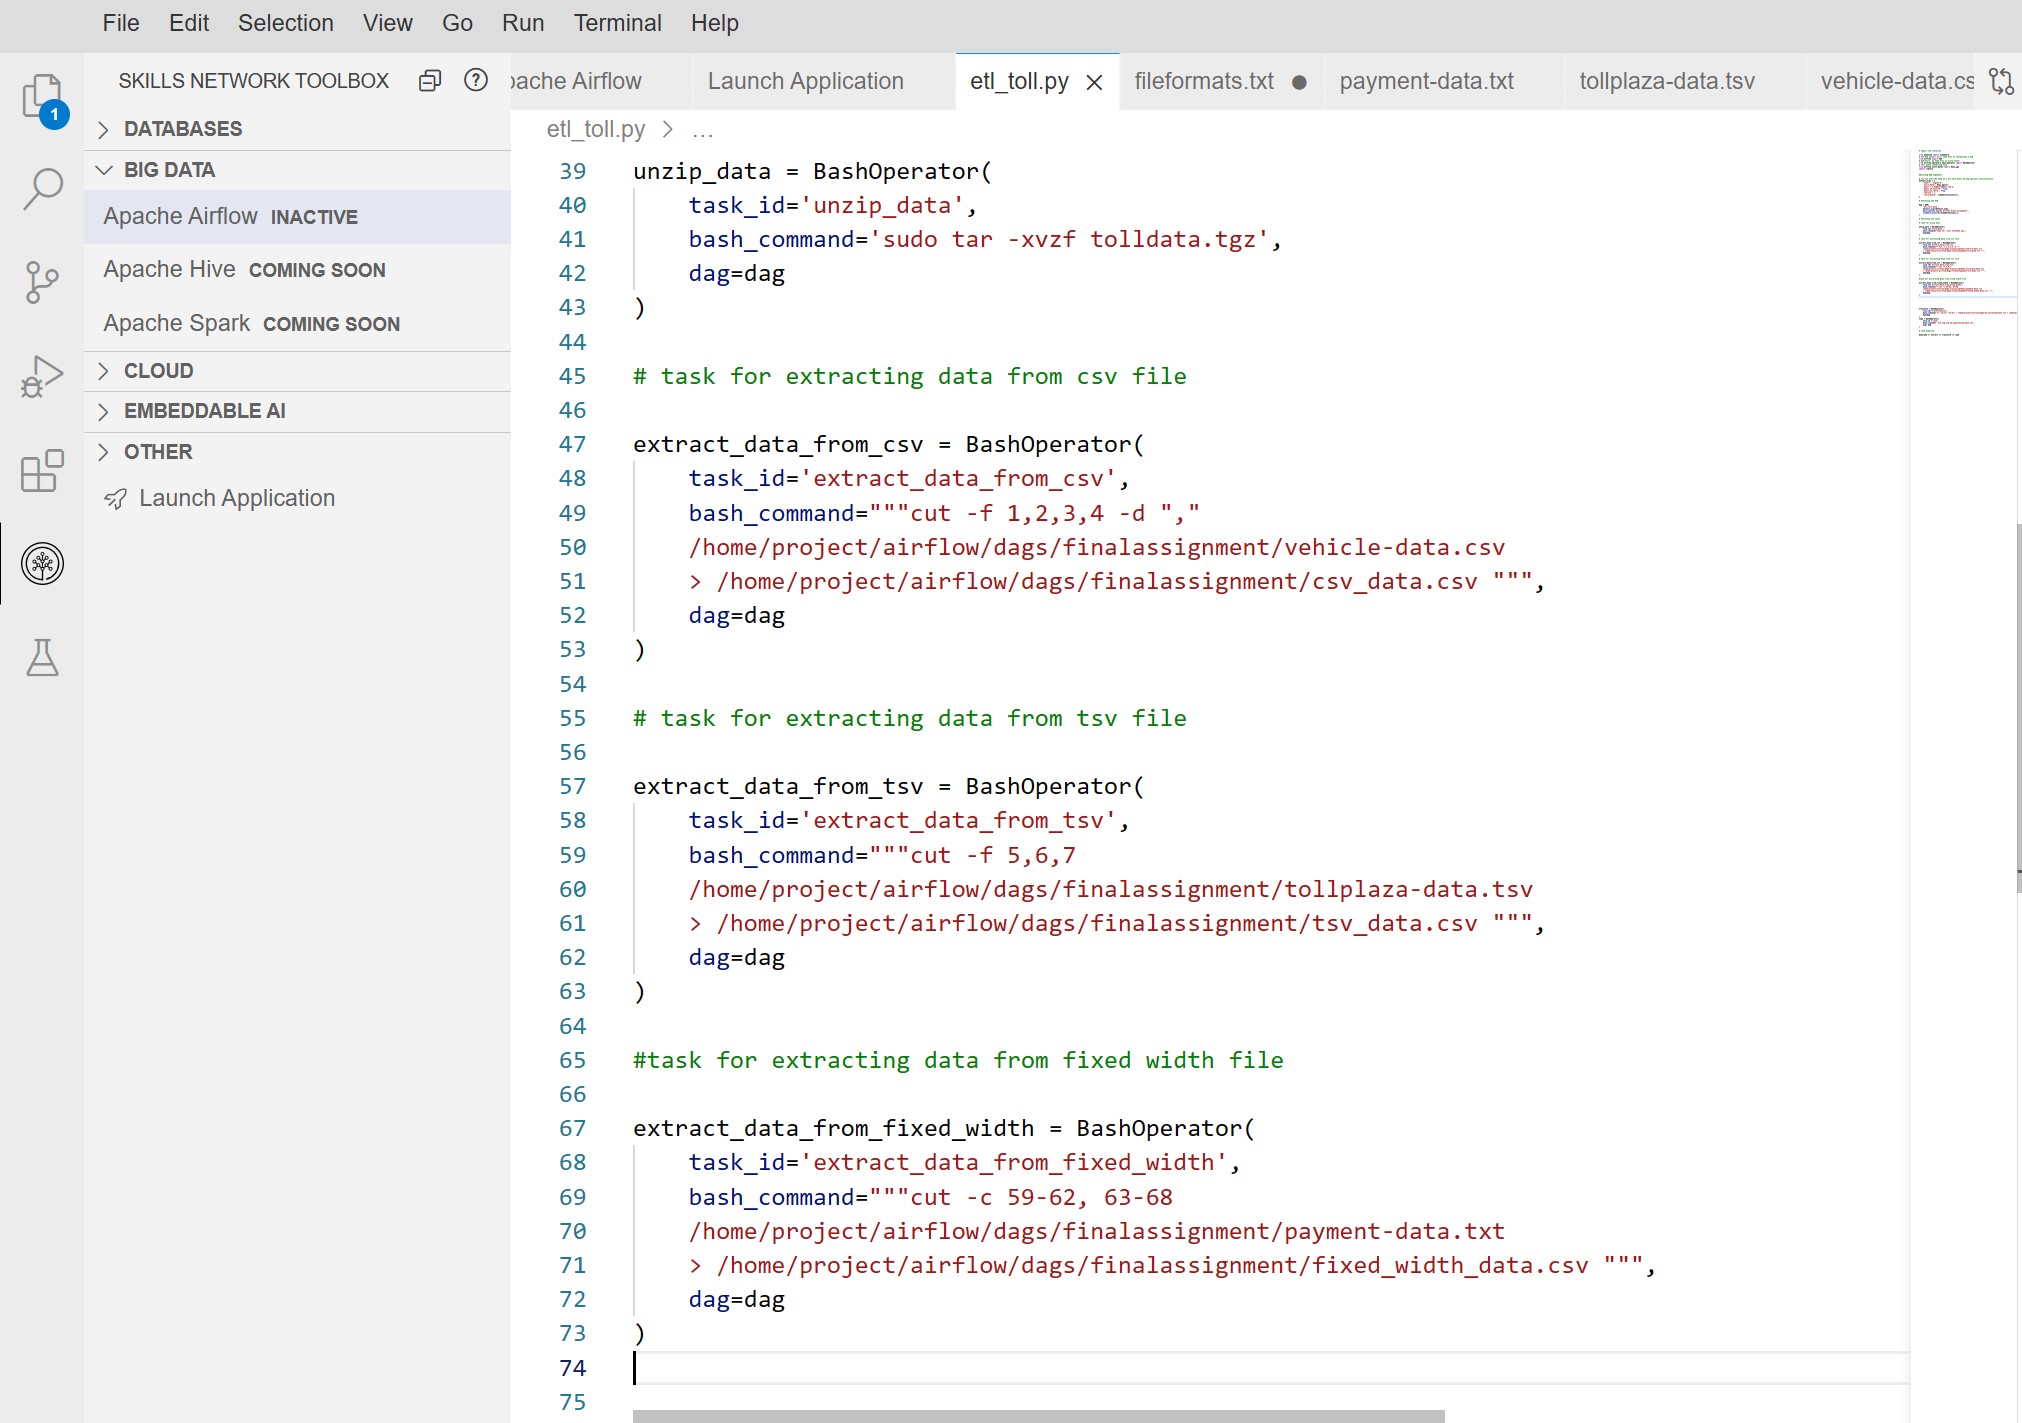 File Edit Selection View Go Run Terminal Help
SKILLS NETWORK TOOLBOX
pache Airflow Launch Application etl_toll.py fileformats.txt payment-data.txt tollplaza-data.tsv vehicle-data.cs
1
DATABASES
BIG DATA
Apache Airflow INACTIVE
Apache Hive COMING SOON
Apache Spark COMING SOON
CLOUD
EMBEDDABLE AI
OTHER
Launch Application
etl_toll.py > ...
39 unzip_data = BashOperator(
40 task_id='unzip_data',
41 bash_command='sudo tar -xvzf tolldata.tgz',
42 dag=dag
43 )
44
45 # task for extracting data from csv file
46
47 extract_data_from_csv = BashOperator(
48 task_id='extract_data_from_csv',
49 bash_command="""cut -f 1,2,3,4 -d ","
50 /home/project/airflow/dags/finalassignment/vehicle-data.csv
51 > /home/project/airflow/dags/finalassignment/csv_data.csv """,
52 dag=dag
53 )
54
55 # task for extracting data from tsv file
56
57 extract_data_from_tsv = BashOperator(
58 task_id='extract_data_from_tsv',
59 bash_command="""cut -f 5,6,7
60 /home/project/airflow/dags/finalassignment/tollplaza-data.tsv
61 > /home/project/airflow/dags/finalassignment/tsv_data.csv """,
62 dag=dag
63 )
64
65 #task for extracting data from fixed width file
66
67 extract_data_from_fixed_width = BashOperator(
68 task_id='extract_data_from_fixed_width',
69 bash_command="""cut -c 59-62, 63-68
70 /home/project/airflow/dags/finalassignment/payment-data.txt
71 > /home/project/airflow/dags/finalassignment/fixed_width_data.csv """,
72 dag=dag
73 )
74
75